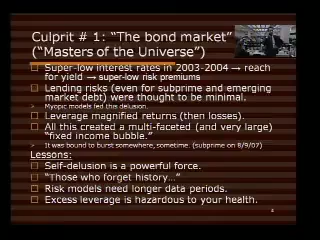 Culprit # 1: “The bond market”
(“Masters of the Universe”)
Super-low interest rates in 2003-2004 → reach
for yield → super-low risk premiums
Lending risks (even for subprime and emerging
market debt) were thought to be minimal.
Myopic models fed this delusion.
Leverage magnified returns (then losses).
All this created a multi-faceted (and very large)
“fixed income bubble.”
It was bound to burst somewhere, sometime. (subprime on 8/9/07)
Lessons:
Self-delusion is a powerful force.
“Those who forget history…”
Risk models need longer data periods.
Excess leverage is hazardous to your health.